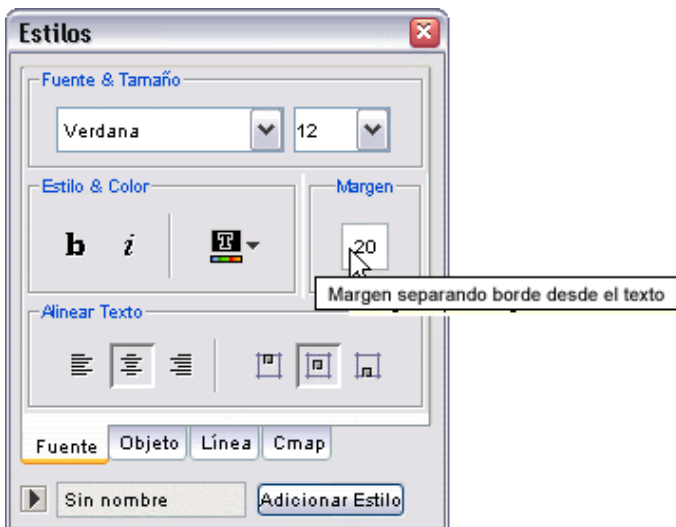 Estilos
Fuente & Tamaño
Verdana 12
Estilo & Color Margen
b i T 20
Margen separando borde desde el texto
Alinear Texto
Fuente Objeto Línea Cmap
Sin nombre Adicionar Estilo